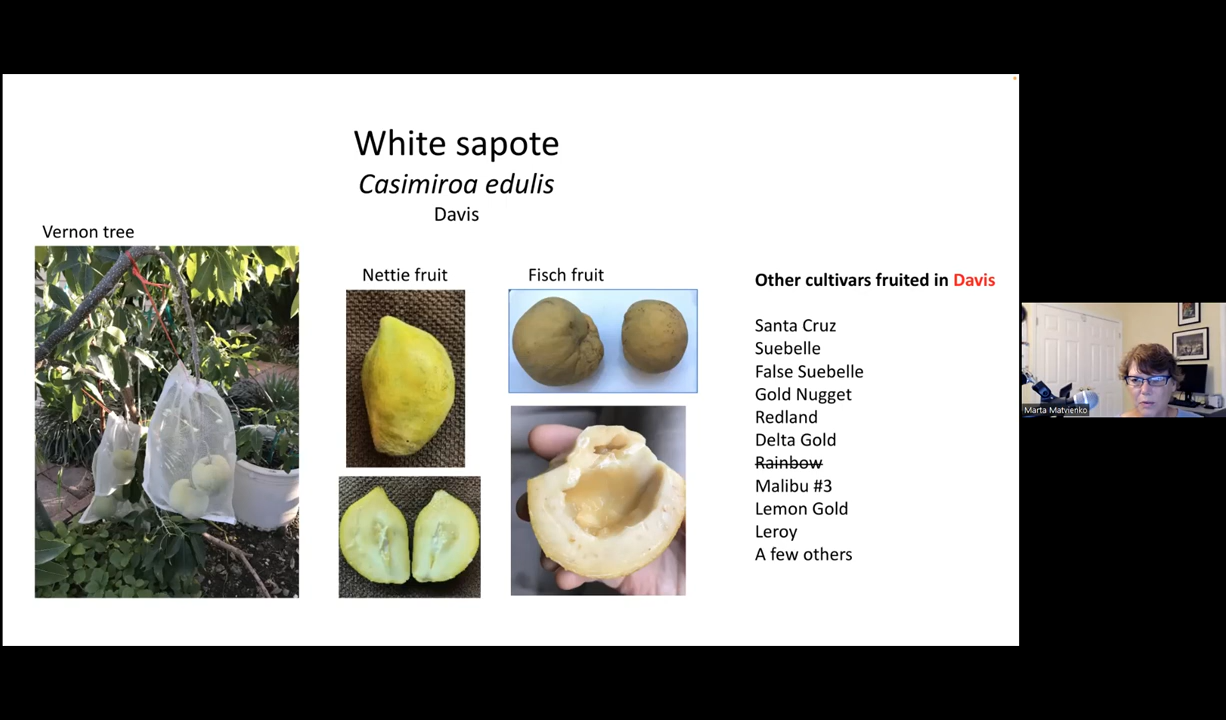 White sapote
Casimiroa edulis
Davis
Vernon tree
Nettie fruit
Fisch fruit
Other cultivars fruited in Davis
Santa Cruz
Suebelle
False Suebelle
Gold Nugget
Redland
Delta Gold
Rainbow
Malibu #3
Lemon Gold
Leroy
A few others
Marta Matvienko